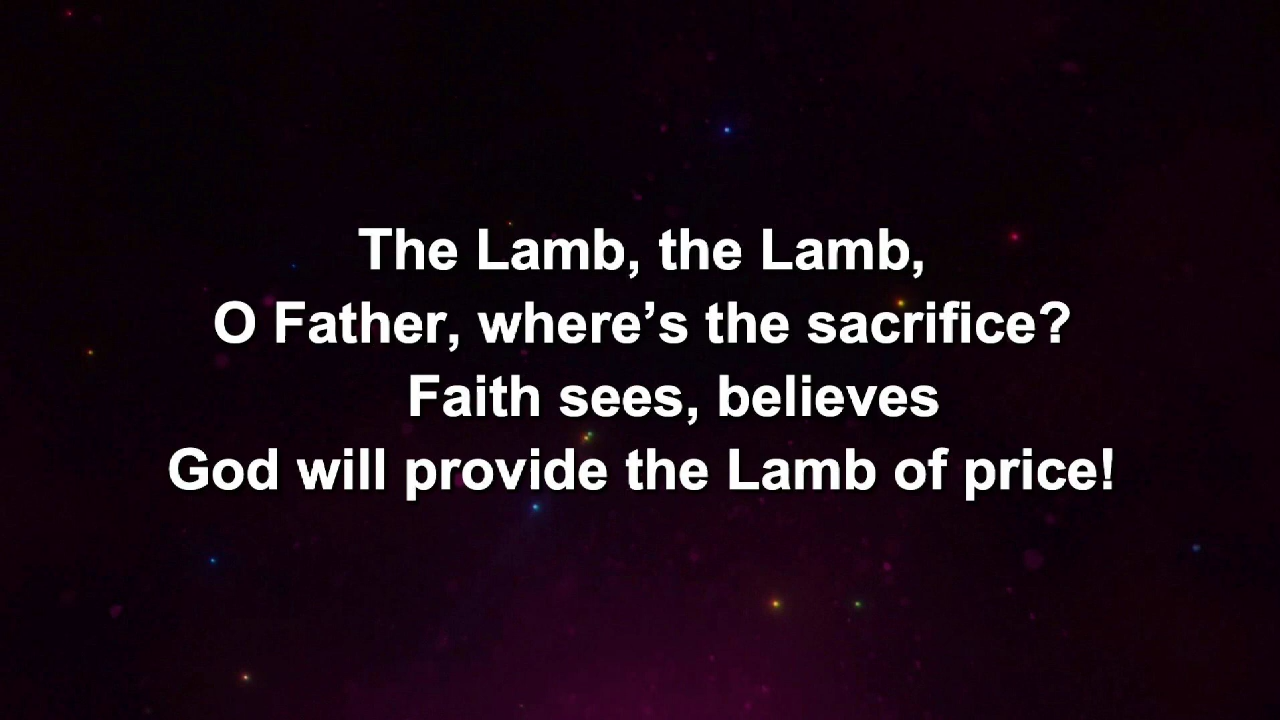 The Lamb, the Lamb,
O Father, where’s the sacrifice?
Faith sees, believes
God will provide the Lamb of price!